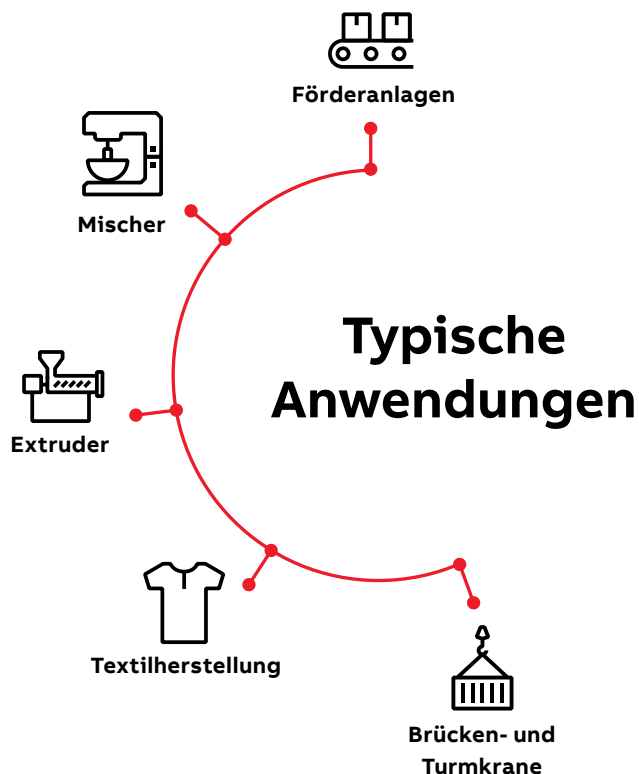 Förderanlagen
Mischer
Typische
Anwendungen
Extruder
Textilherstellung
Brücken- und
Turmkrane